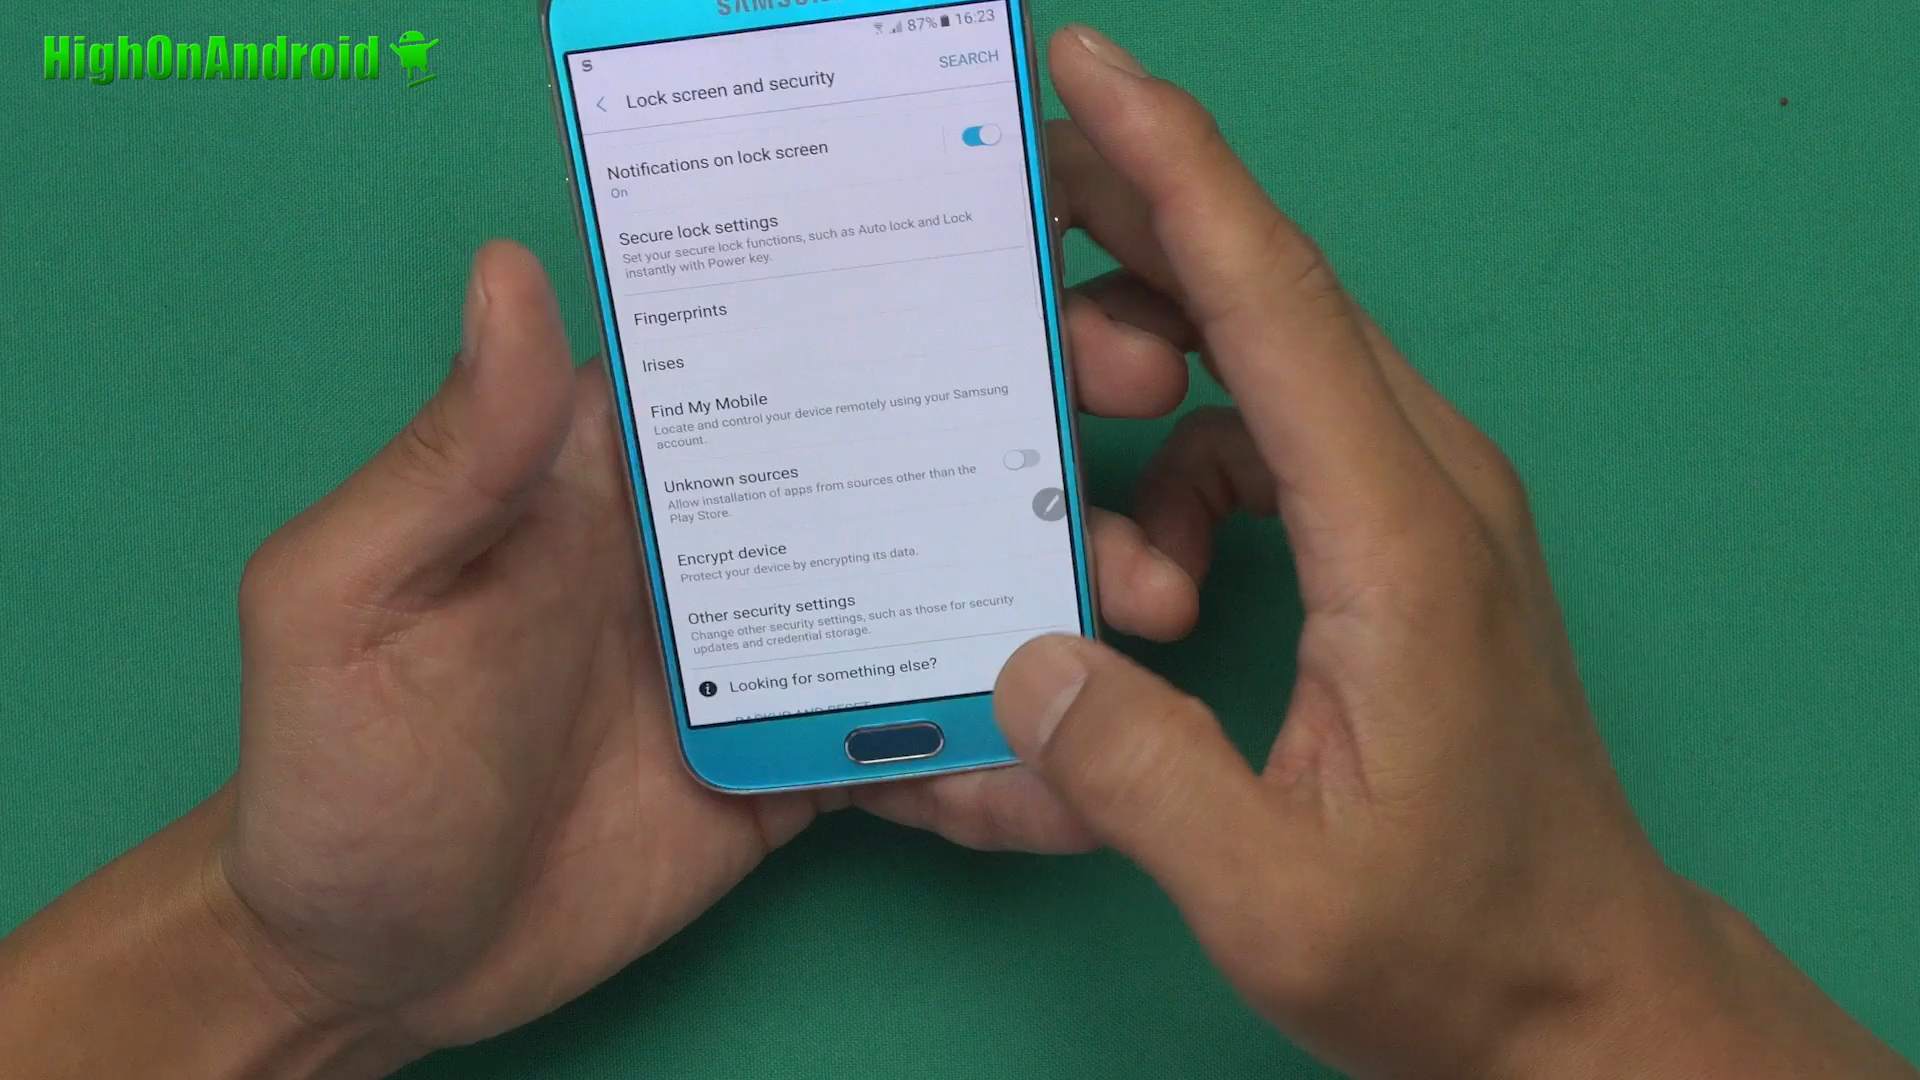 HighOnAndroid
SAMSUNG
87% 16:23
S
Lock screen and security
SEARCH
Notifications on lock screen
On
Secure lock settings
Set your secure lock functions, such as Auto lock and Lock
instantly with Power key.
Fingerprints
Irises
Find My Mobile
Locate and control your device remotely using your Samsung
account.
Unknown sources
Allow installation of apps from sources other than the
Play Store.
Encrypt device
Protect your device by encrypting its data.
Other security settings
Change other security settings, such as those for security
updates and credential storage.
Looking for something else?
BACKUP AND RESET